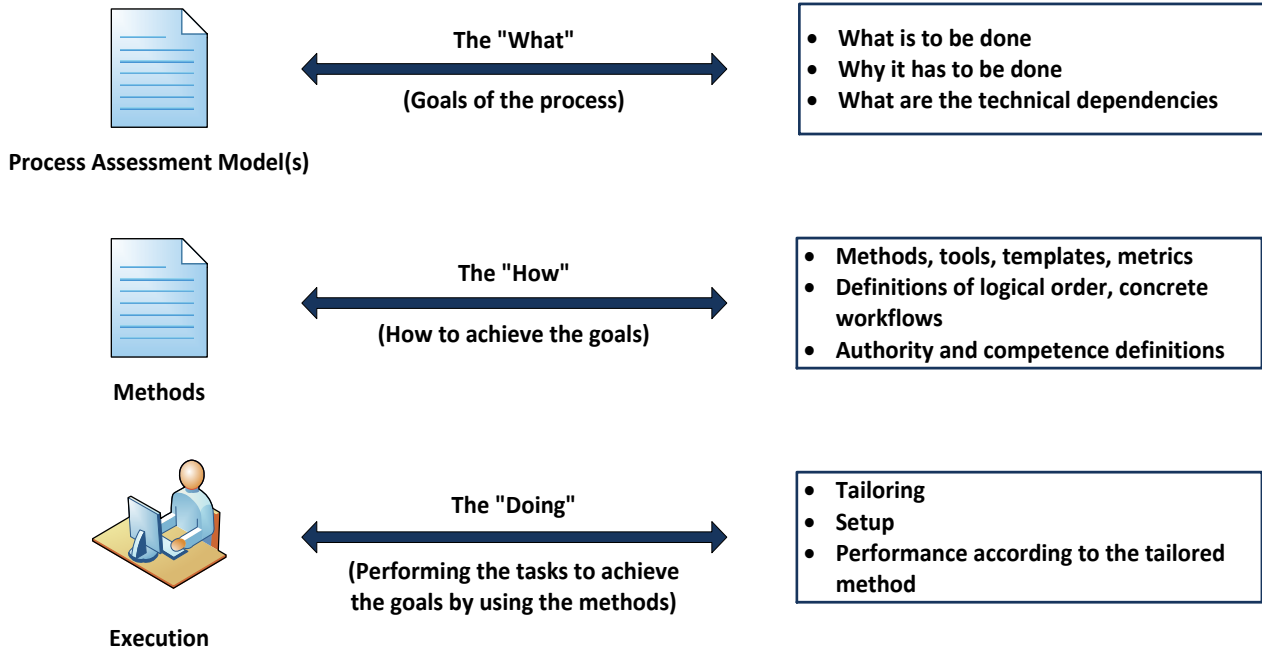 The "What"
(Goals of the process)
• What is to be done
• Why it has to be done
• What are the technical dependencies
Process Assessment Model(s)
The "How"
(How to achieve the goals)
• Methods, tools, templates, metrics
• Definitions of logical order, concrete
workflows
• Authority and competence definitions
Methods
The "Doing"
(Performing the tasks to achieve
the goals by using the methods)
• Tailoring
• Setup
• Performance according to the tailored
method
Execution